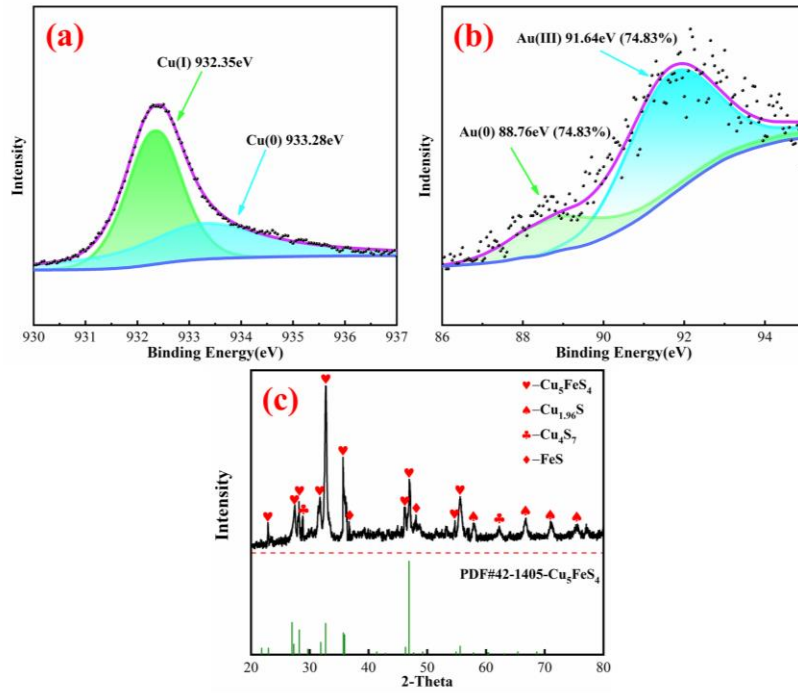 (a)
Cu(I) 932.35eV
Cu(0) 933.28eV
Intensity
930 931 932 933 934 935 936 937
Binding Energy(eV)
(b)
Au(III) 91.64eV (74.83%)
Au(0) 88.76eV (74.83%)
Indensity
86 88 90 92 94
Binding Energy(eV)
(c)
♥–Cu₅FeS₄
♠–Cu₁.₉₆S
♣–Cu₄S₇
♦–FeS
Intensity
PDF#42-1405-Cu₅FeS₄
20 30 40 50 60 70 80
2-Theta